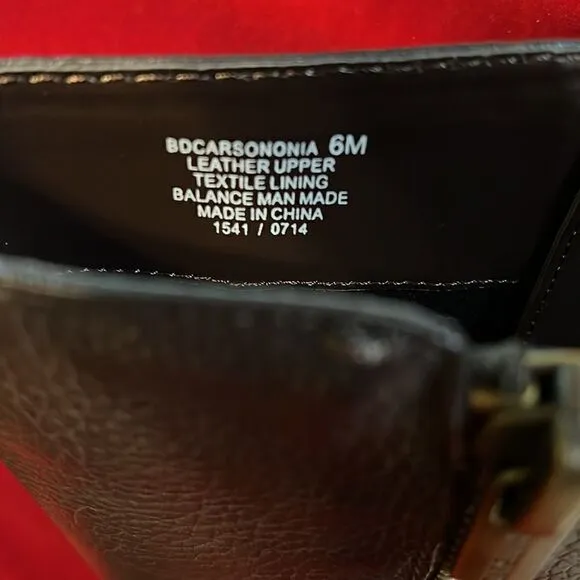 BDCARSONONIA 6M
LEATHER UPPER
TEXTILE LINING
BALANCE MAN MADE
MADE IN CHINA
1541 / 0714